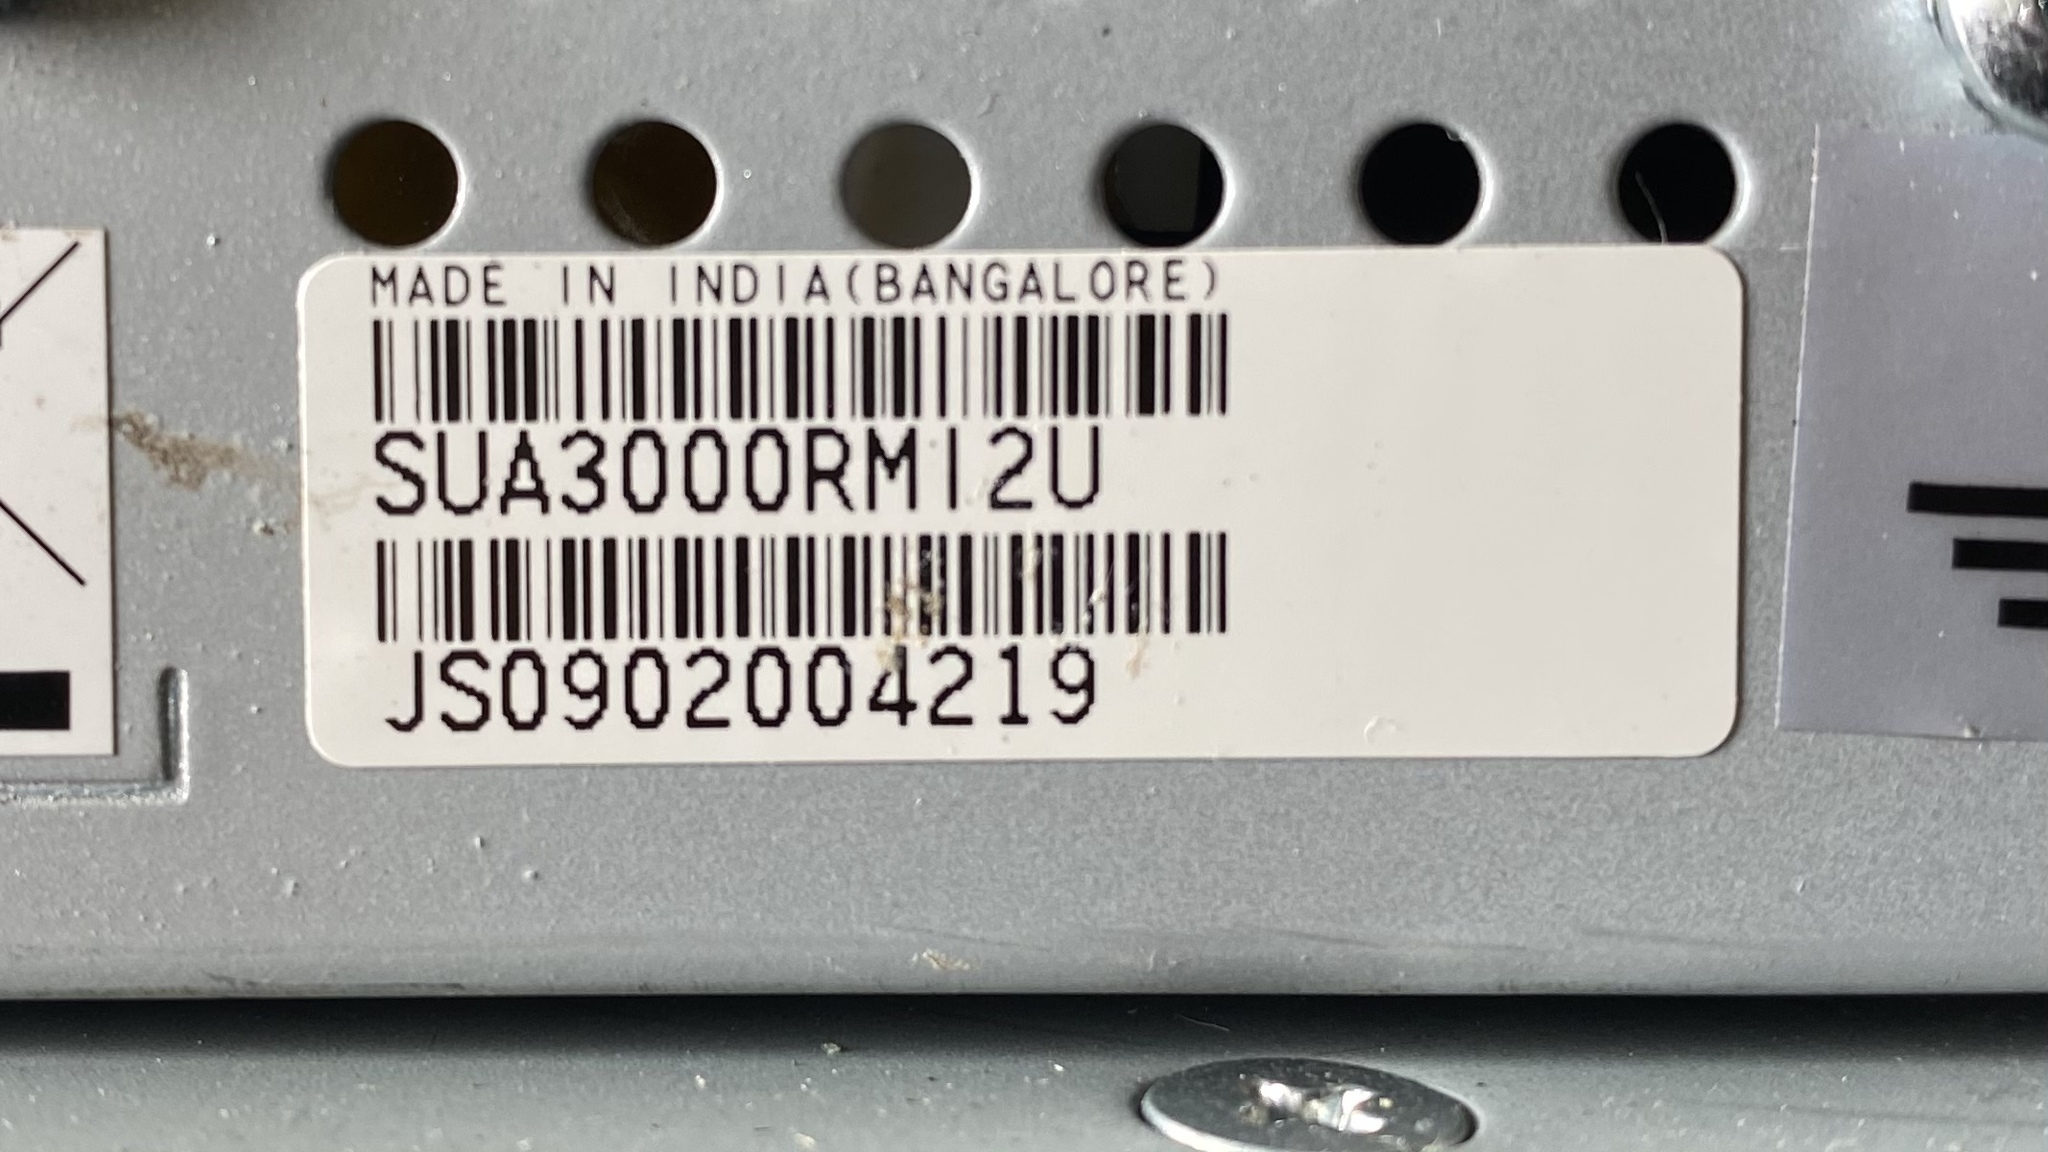 MADE IN INDIA(BANGALORE)
SUA3000RMI2U
JS0902004219